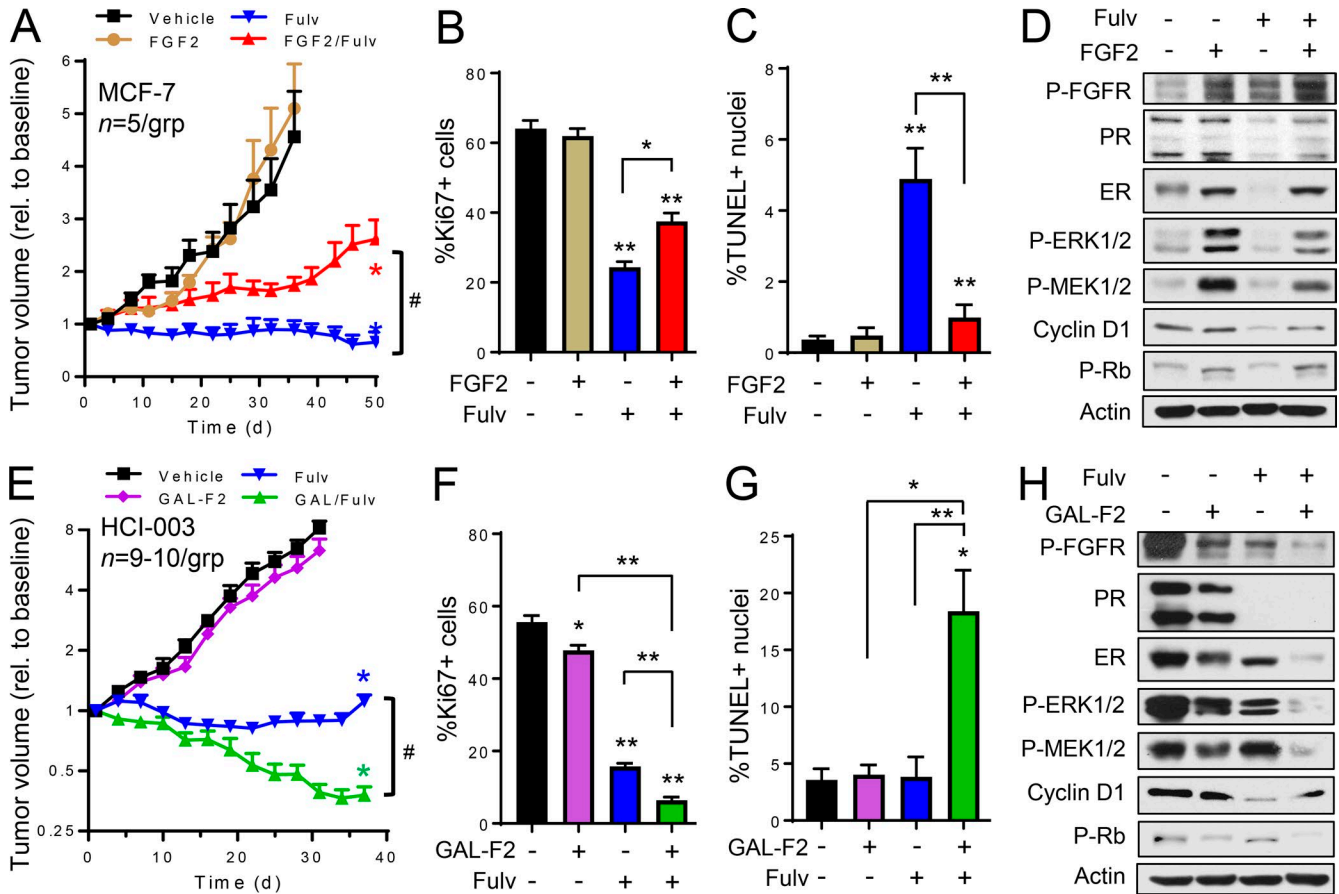 A
Vehicle
Fulv
FGF2
FGF2/Fulv
MCF-7
n=5/grp
Tumor volume (rel. to baseline)
6
5
4
3
2
1
0
*
*
#
0 10 20 30 40 50
Time (d)
B
%Ki67+ cells
80
60
40
20
0
*
**
**
FGF2 - + - +
Fulv - - + +
C
%TUNEL+ nuclei
8
6
4
2
0
**
**
**
FGF2 - + - +
Fulv - - + +
D
Fulv - - + +
FGF2 - + - +
P-FGFR
PR
ER
P-ERK1/2
P-MEK1/2
Cyclin D1
P-Rb
Actin
E
Vehicle
Fulv
GAL-F2
GAL/Fulv
HCI-003
n=9-10/grp
Tumor volume (rel. to baseline)
8
4
2
1
0.5
0.25
*
*
#
0 10 20 30 40
Time (d)
F
%Ki67+ cells
80
60
40
20
0
**
*
**
**
**
GAL-F2 - + - +
Fulv - - + +
G
%TUNEL+ nuclei
25
20
15
10
5
0
*
**
*
GAL-F2 - + - +
Fulv - - + +
H
Fulv - - + +
GAL-F2 - + - +
P-FGFR
PR
ER
P-ERK1/2
P-MEK1/2
Cyclin D1
P-Rb
Actin